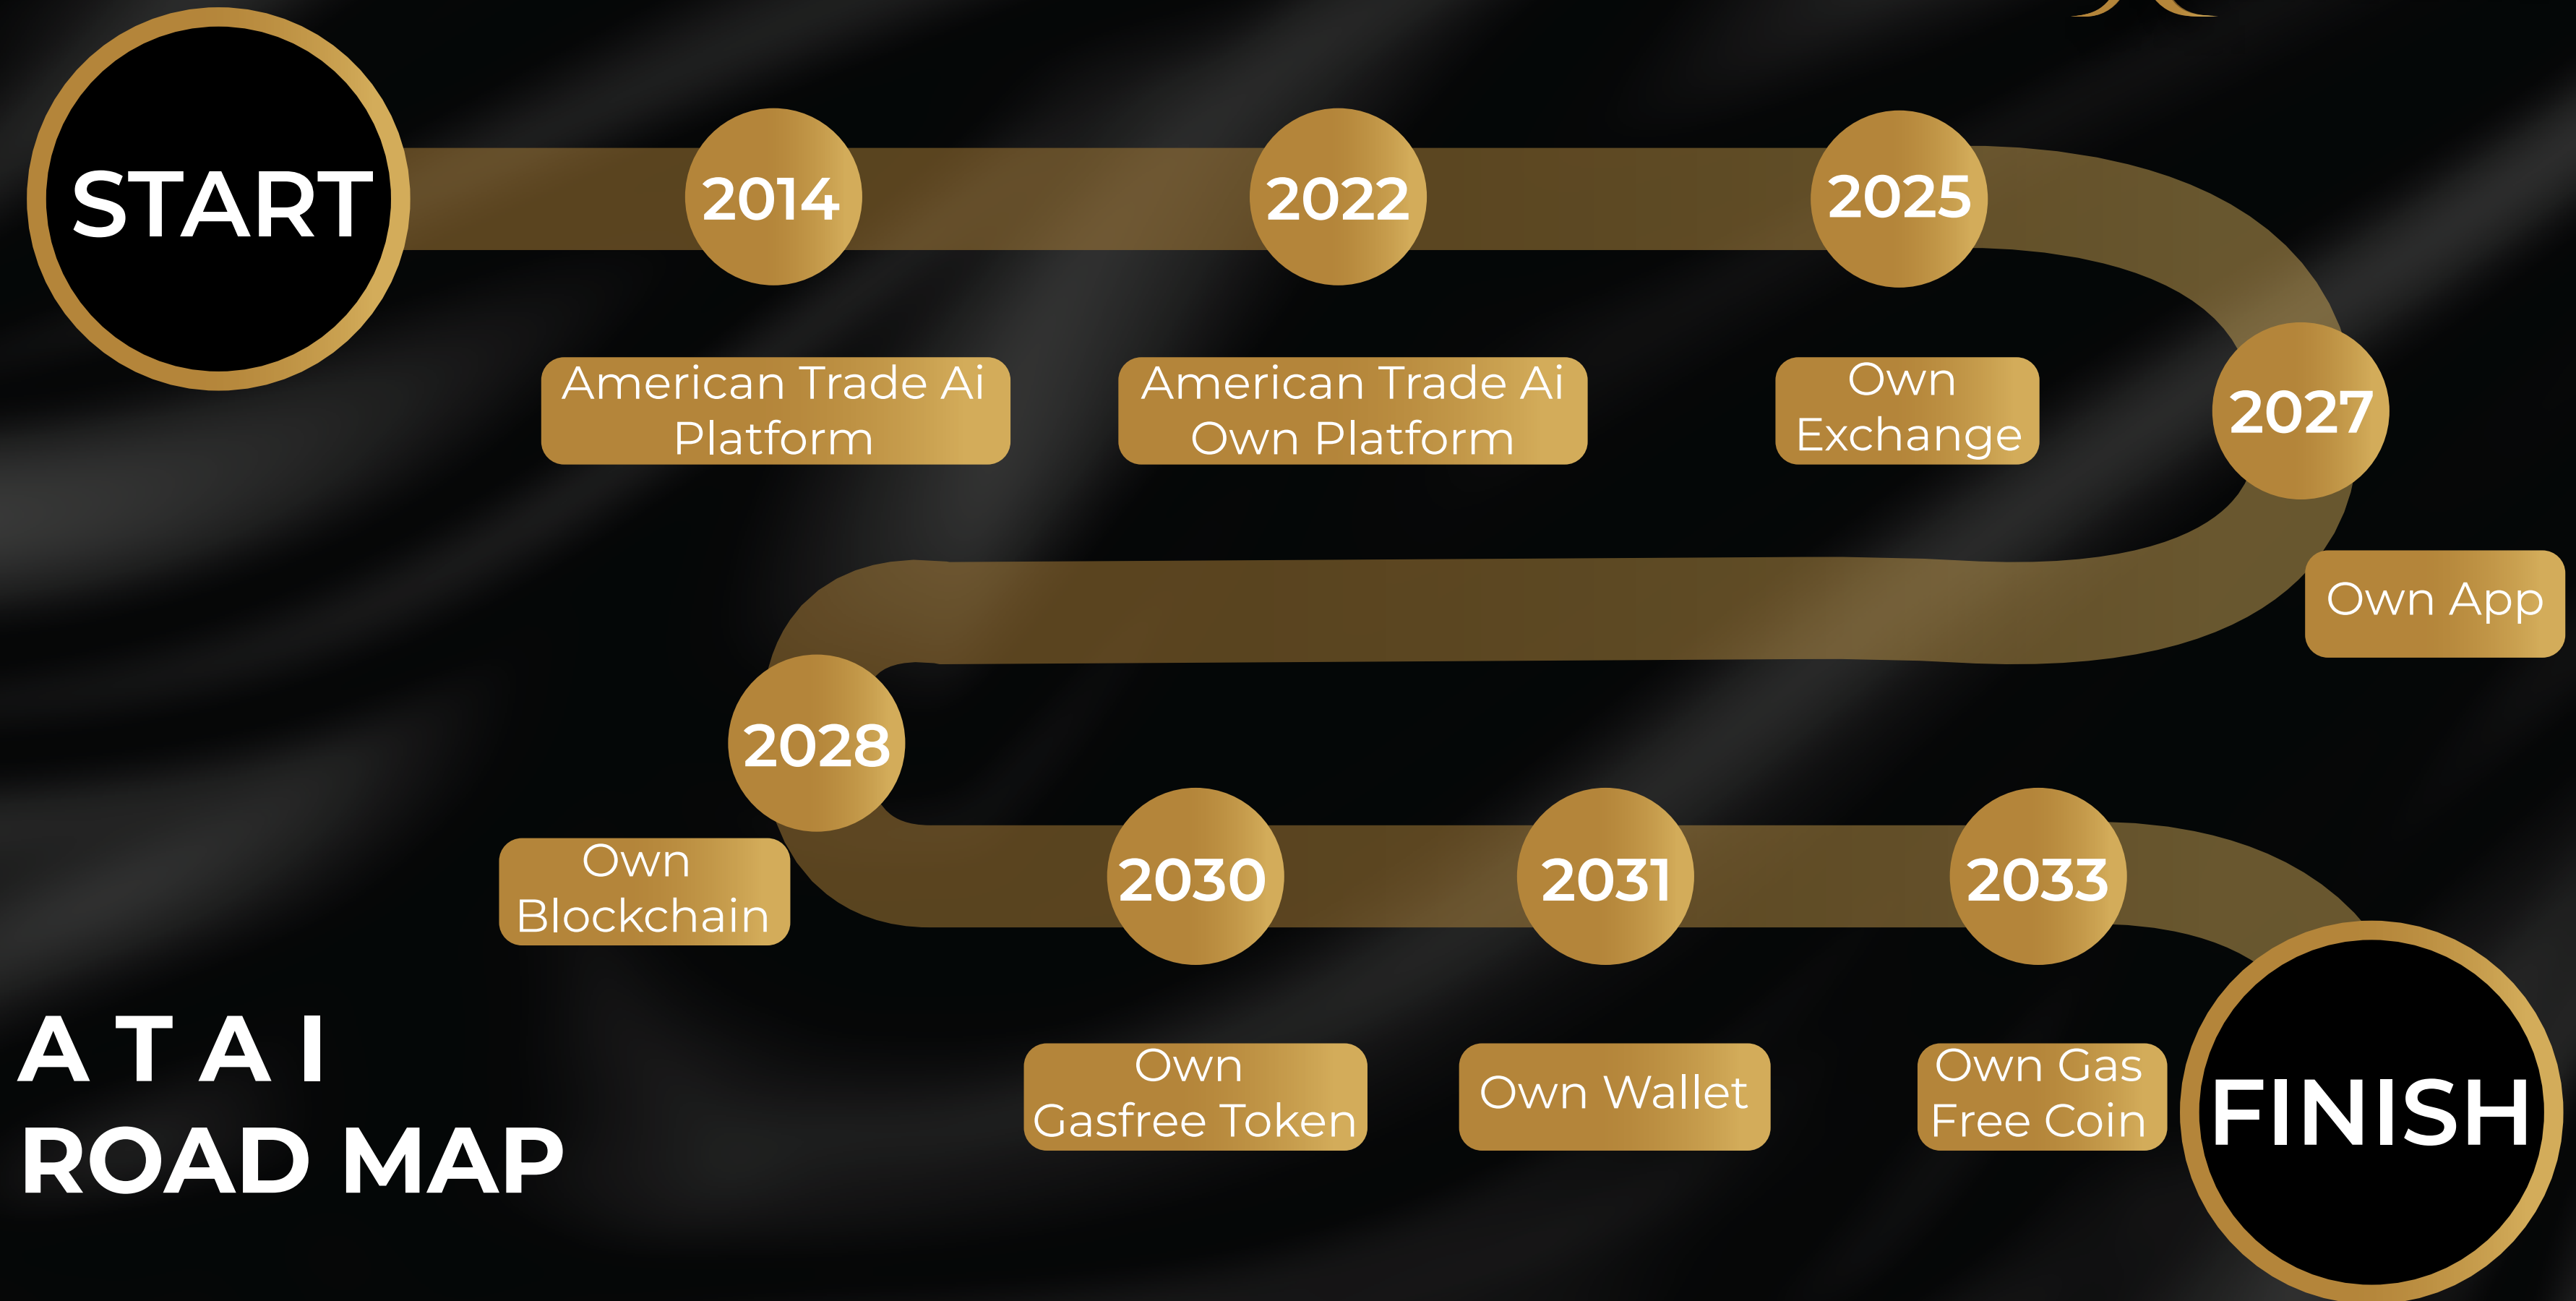 START
2014
American Trade Ai
Platform
2022
American Trade Ai
Own Platform
2025
Own
Exchange
2027
Own App
2028
Own
Blockchain
2030
Own
Gasfree Token
2031
Own Wallet
2033
Own Gas
Free Coin
FINISH
ATAI
ROAD MAP